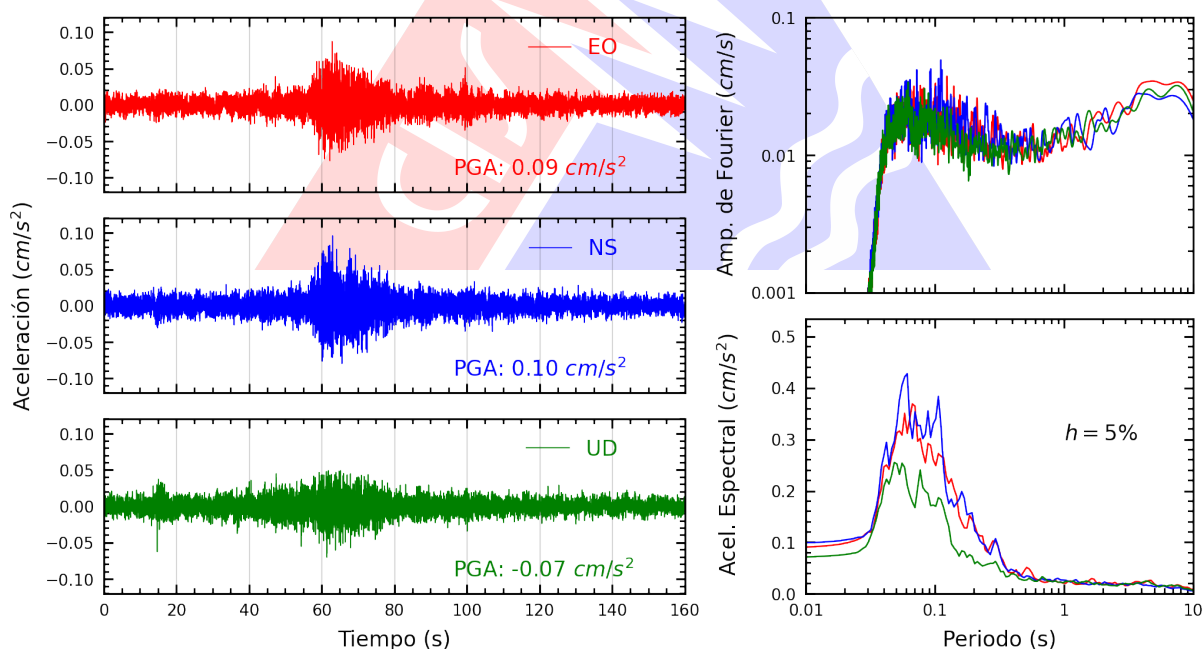 Aceleración (cm/s²)
0.10
0.05
0.00
−0.05
−0.10
EO
PGA: 0.09 cm/s²
0.10
0.05
0.00
−0.05
−0.10
NS
PGA: 0.10 cm/s²
0.10
0.05
0.00
−0.05
−0.10
UD
PGA: -0.07 cm/s²
0 20 40 60 80 100 120 140 160
Tiempo (s)
Amp. de Fourier (cm/s)
0.1
0.01
0.001
Acel. Espectral (cm/s²)
0.5
0.4
0.3
0.2
0.1
0.0
h = 5%
0.01 0.1 1 10
Periodo (s)